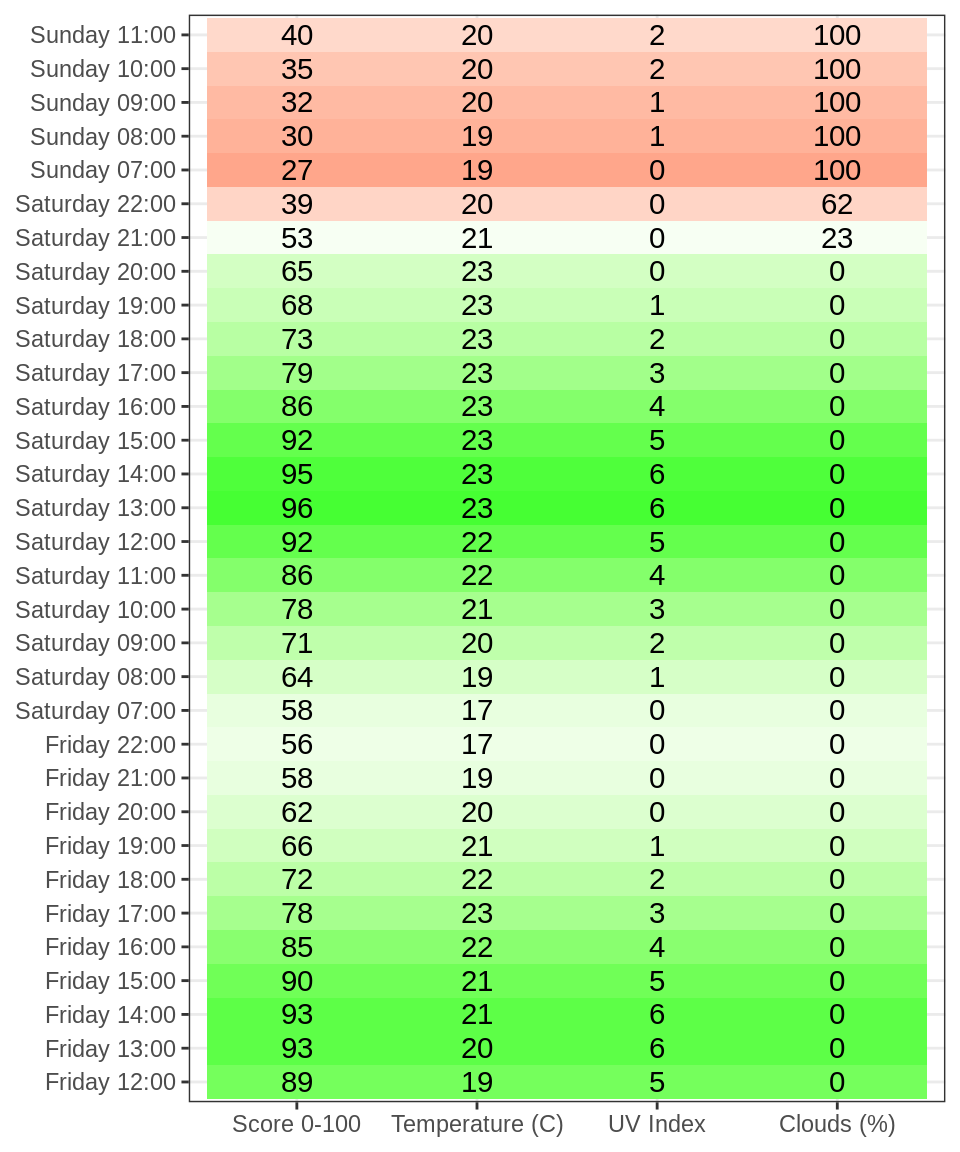 Sunday 11:00 40 20 2 100
Sunday 10:00 35 20 2 100
Sunday 09:00 32 20 1 100
Sunday 08:00 30 19 1 100
Sunday 07:00 27 19 0 100
Saturday 22:00 39 20 0 62
Saturday 21:00 53 21 0 23
Saturday 20:00 65 23 0 0
Saturday 19:00 68 23 1 0
Saturday 18:00 73 23 2 0
Saturday 17:00 79 23 3 0
Saturday 16:00 86 23 4 0
Saturday 15:00 92 23 5 0
Saturday 14:00 95 23 6 0
Saturday 13:00 96 23 6 0
Saturday 12:00 92 22 5 0
Saturday 11:00 86 22 4 0
Saturday 10:00 78 21 3 0
Saturday 09:00 71 20 2 0
Saturday 08:00 64 19 1 0
Saturday 07:00 58 17 0 0
Friday 22:00 56 17 0 0
Friday 21:00 58 19 0 0
Friday 20:00 62 20 0 0
Friday 19:00 66 21 1 0
Friday 18:00 72 22 2 0
Friday 17:00 78 23 3 0
Friday 16:00 85 22 4 0
Friday 15:00 90 21 5 0
Friday 14:00 93 21 6 0
Friday 13:00 93 20 6 0
Friday 12:00 89 19 5 0
Score 0-100 Temperature (C) UV Index Clouds (%)